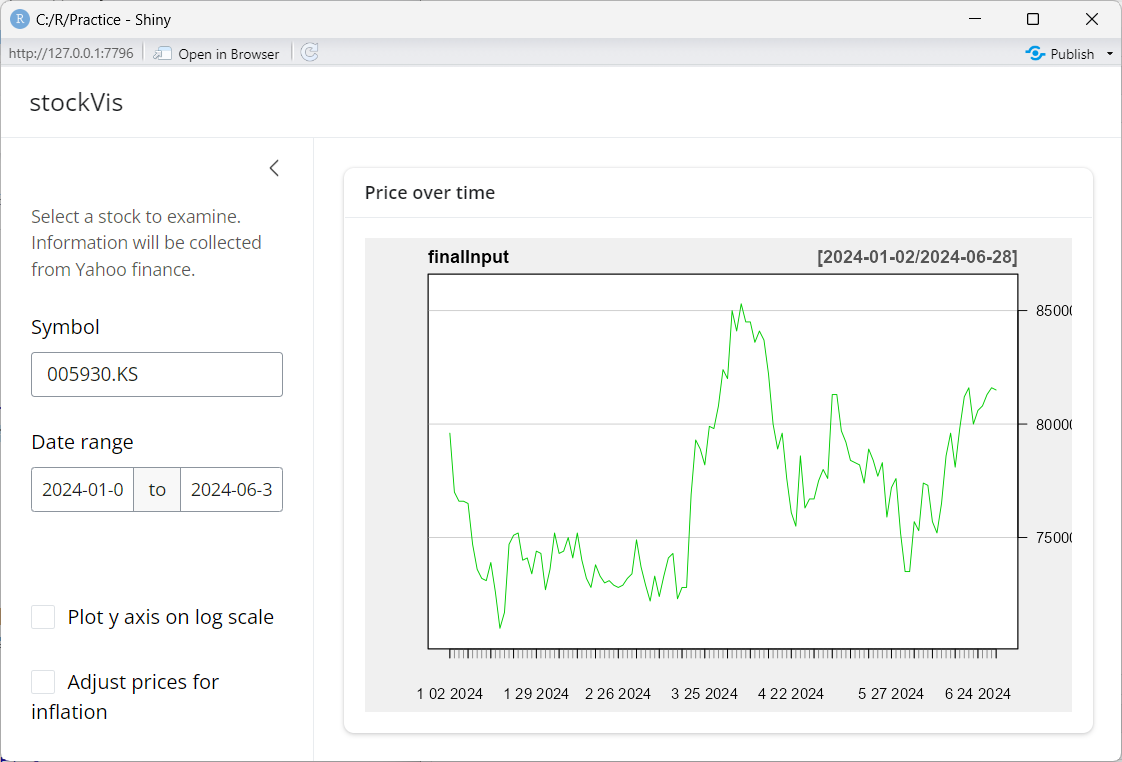 C:/R/Practice - Shiny
http://127.0.0.1:7796 Open in Browser Publish
stockVis
Select a stock to examine.
Information will be collected
from Yahoo finance.
Symbol
005930.KS
Date range
2024-01-0 to 2024-06-3
Plot y axis on log scale
Adjust prices for
inflation
Price over time
finalInput [2024-01-02/2024-06-28]
85000
80000
75000
1 02 2024 1 29 2024 2 26 2024 3 25 2024 4 22 2024 5 27 2024 6 24 2024